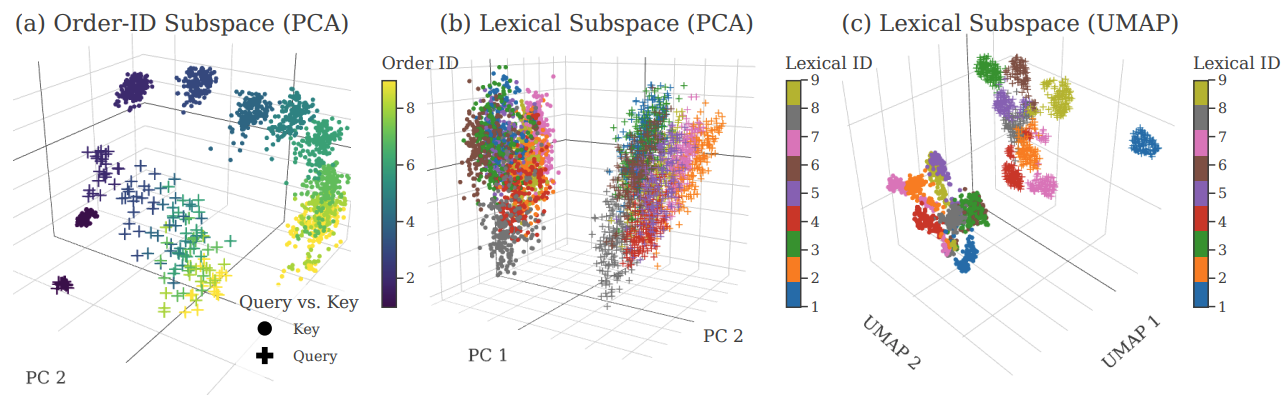 (a) Order-ID Subspace (PCA)
Order ID
8
6
4
2
Query vs. Key
Key
Query
PC 2
(b) Lexical Subspace (PCA)
Lexical ID
9
8
7
6
5
4
3
2
1
PC 1
PC 2
(c) Lexical Subspace (UMAP)
Lexical ID
9
8
7
6
5
4
3
2
1
UMAP 2
UMAP 1